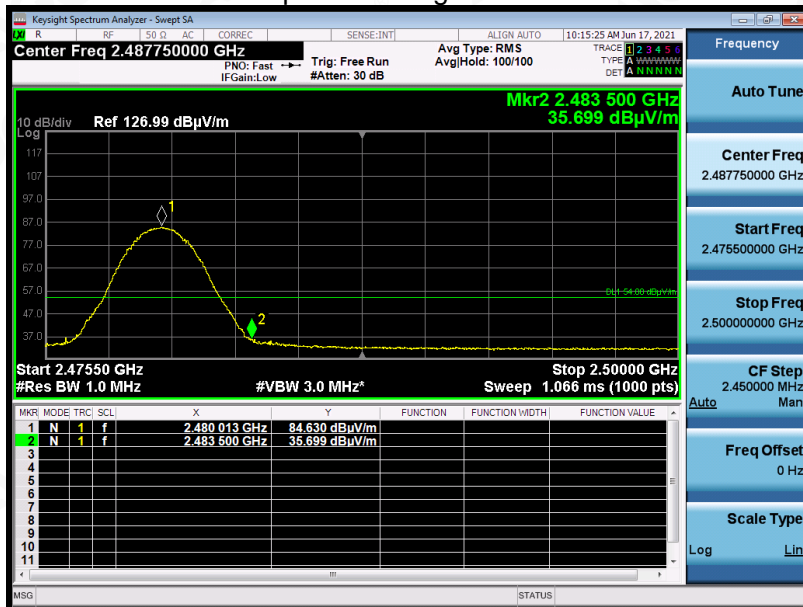 Keysight Spectrum Analyzer - Swept SA
LXI R RF 50 Ω AC CORREC SENSE:INT ALIGN AUTO 10:15:25 AM Jun 17, 2021
Center Freq 2.487750000 GHz Avg Type: RMS TRACE 1 2 3 4 5 6
PNO: Fast Trig: Free Run Avg|Hold: 100/100 TYPE A WWWWW
IFGain:Low #Atten: 30 dB DET A N N N N N
Mkr2 2.483 500 GHz
10 dB/div Ref 126.99 dBµV/m 35.699 dBµV/m
Log
117
107
97.0
87.0
77.0
67.0
57.0
47.0
37.0
1
2
DL1 54.00 dBµV/m
Start 2.47550 GHz Stop 2.50000 GHz
#Res BW 1.0 MHz #VBW 3.0 MHz* Sweep 1.066 ms (1000 pts)
MKR MODE TRC SCL X Y FUNCTION FUNCTION WIDTH FUNCTION VALUE
1 N 1 f 2.480 013 GHz 84.630 dBµV/m
2 N 1 f 2.483 500 GHz 35.699 dBµV/m
3
4
5
6
7
8
9
10
11
MSG STATUS
Frequency
Auto Tune
Center Freq
2.487750000 GHz
Start Freq
2.475500000 GHz
Stop Freq
2.500000000 GHz
CF Step
2.450000 MHz
Auto Man
Freq Offset
0 Hz
Scale Type
Log Lin